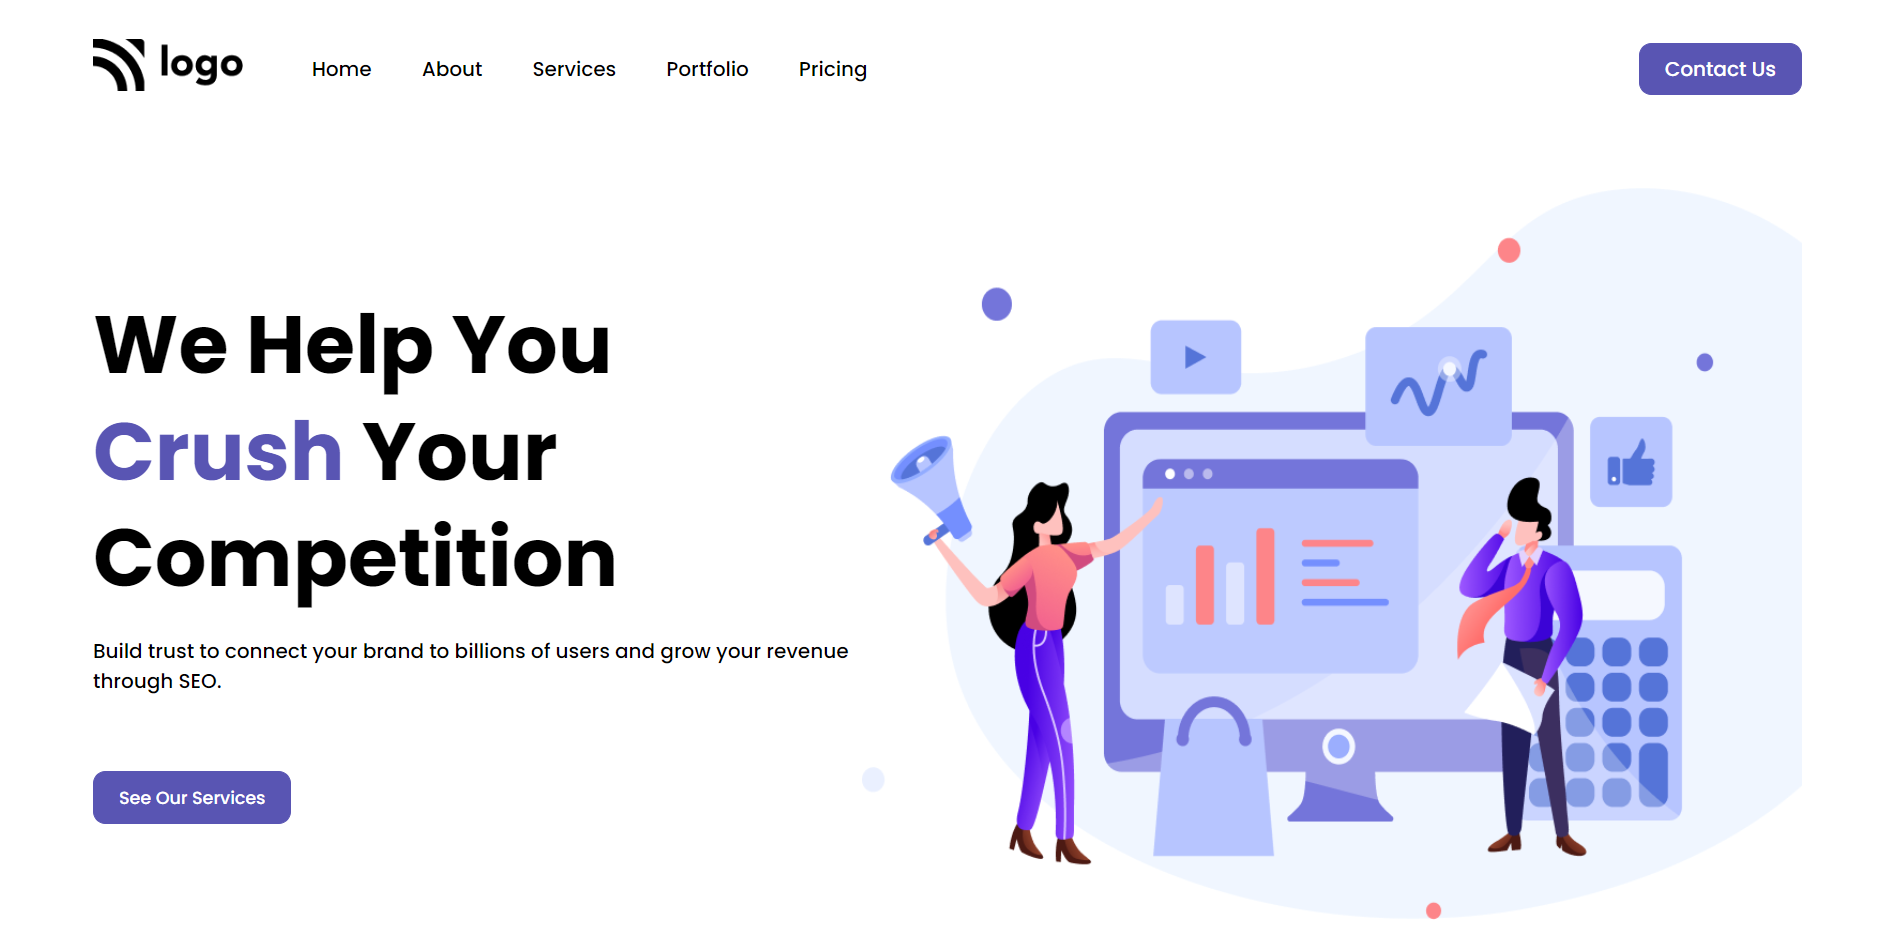 logo
Home About Services Portfolio Pricing
Contact Us
We Help You
Crush Your
Competition
Build trust to connect your brand to billions of users and grow your revenue
through SEO.
See Our Services